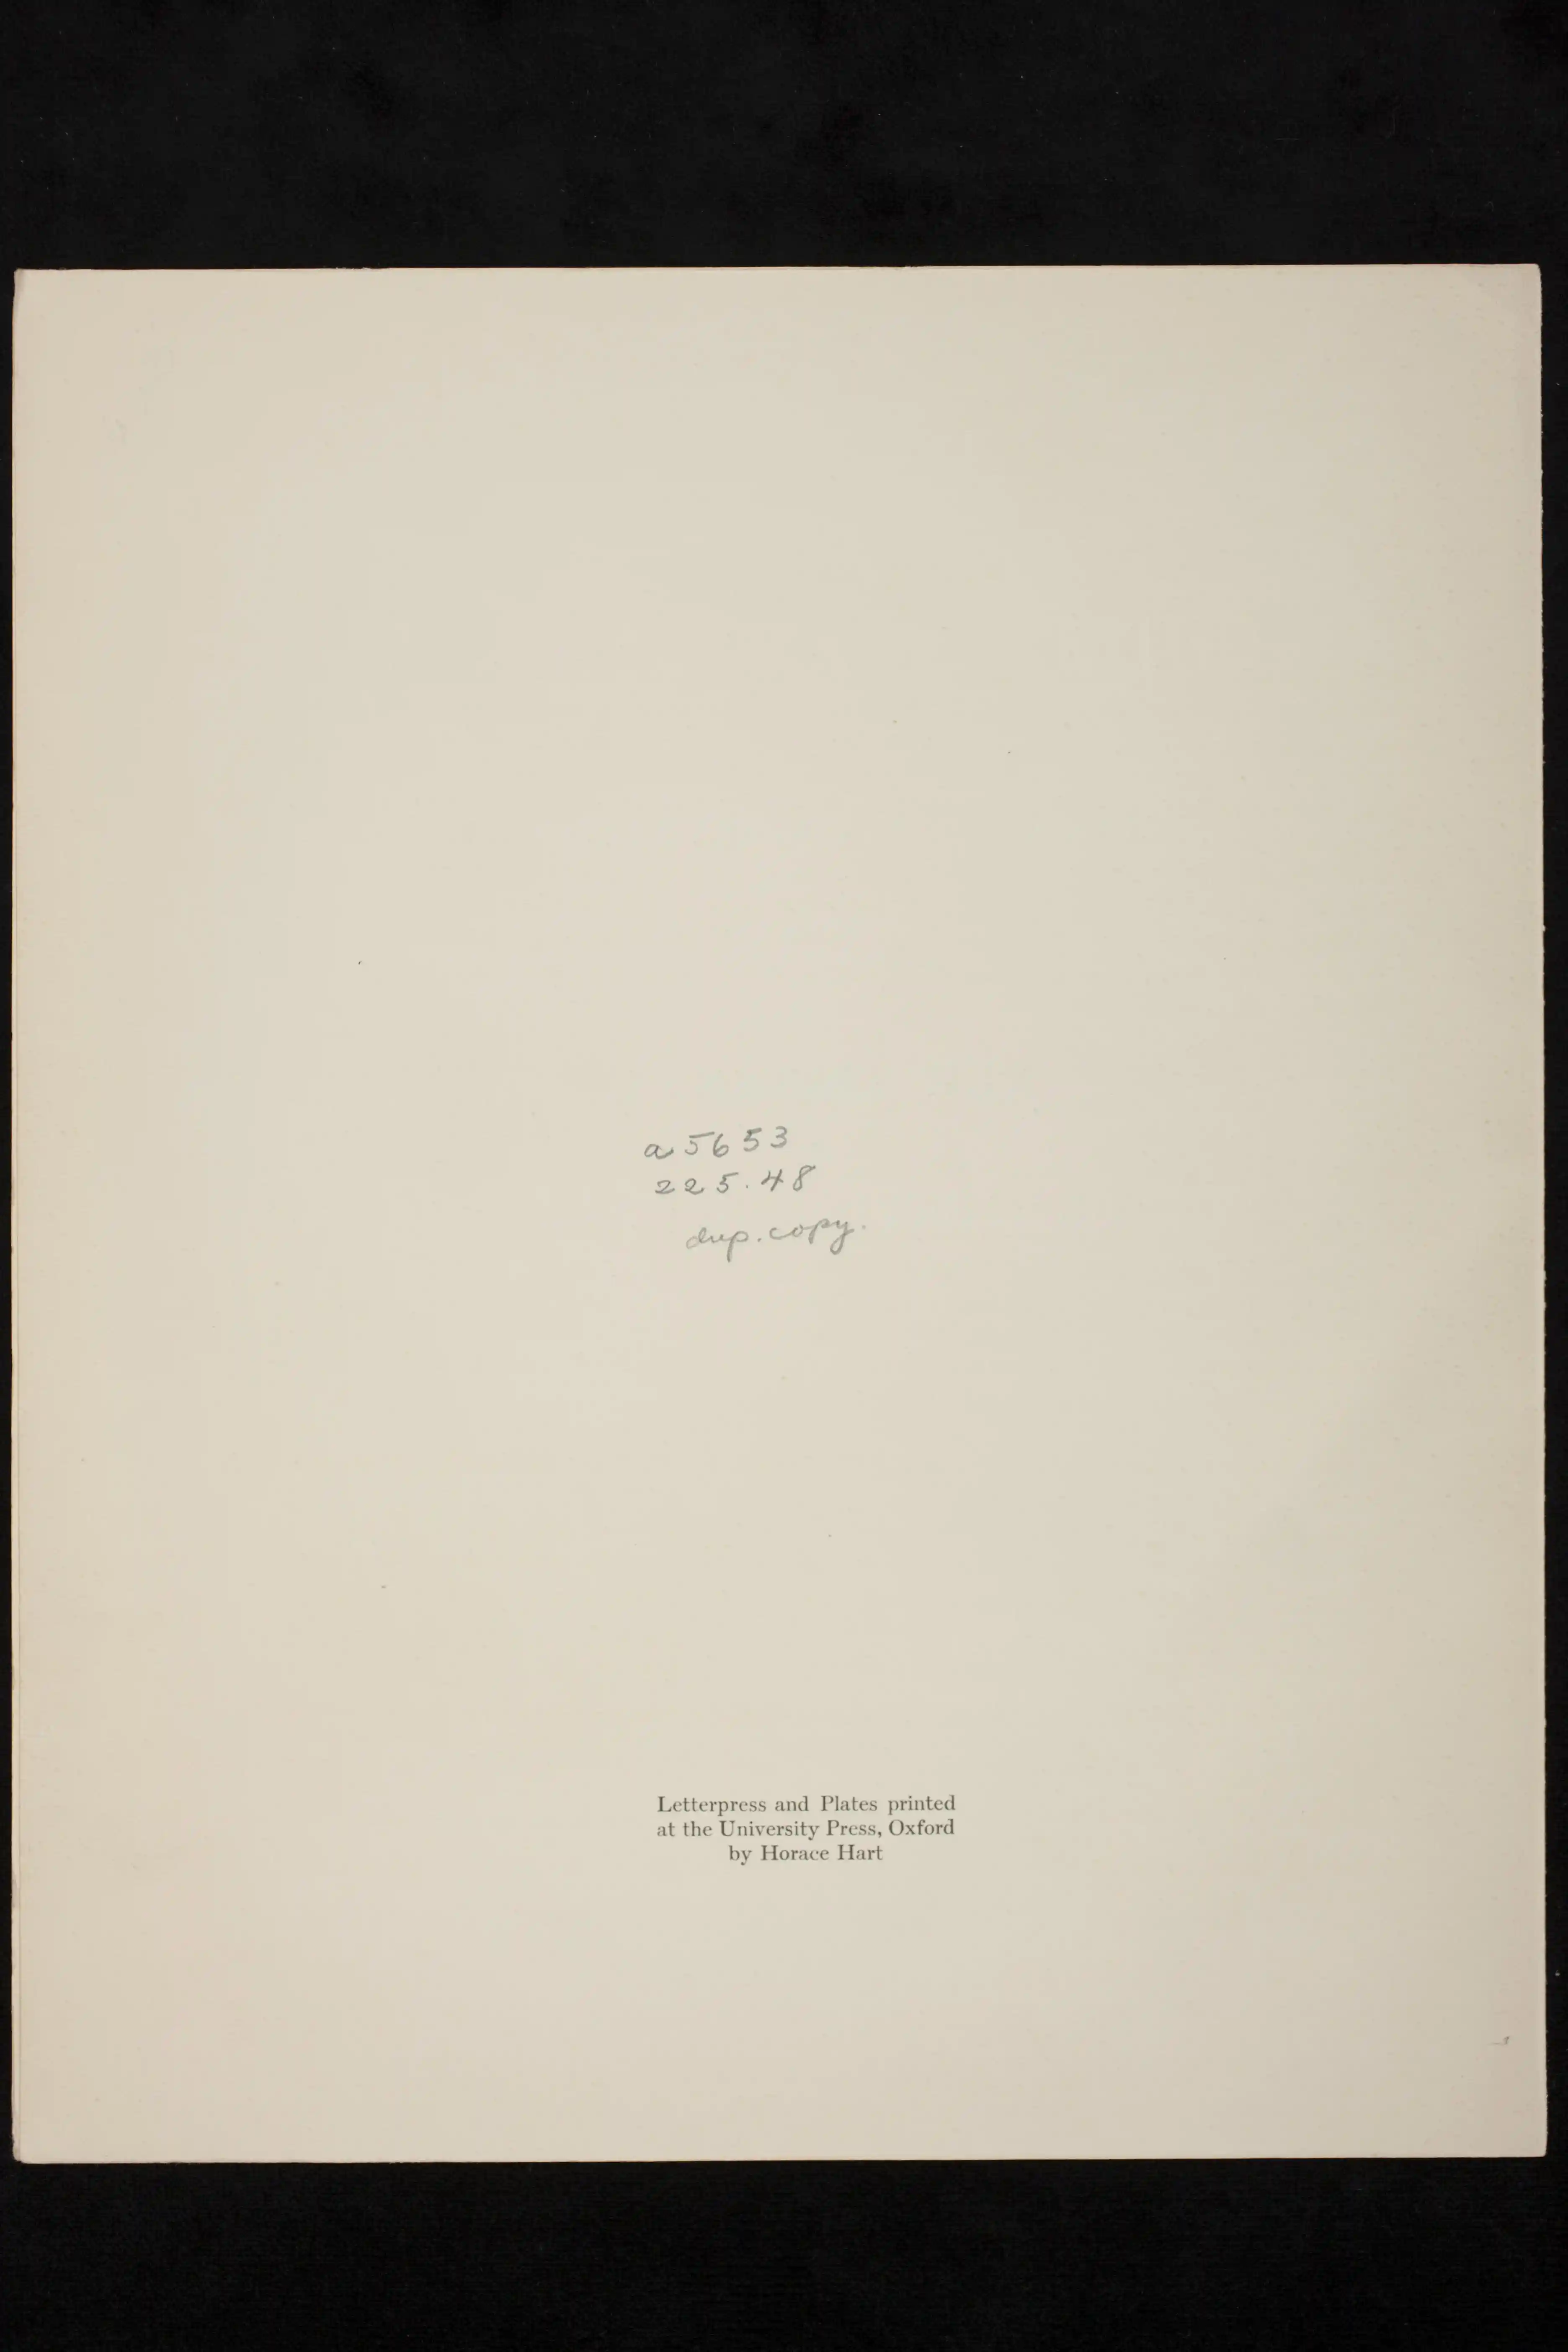 a5653
225.48
dup. copy.
Letterpress and Plates printed
at the University Press, Oxford
by Horace Hart